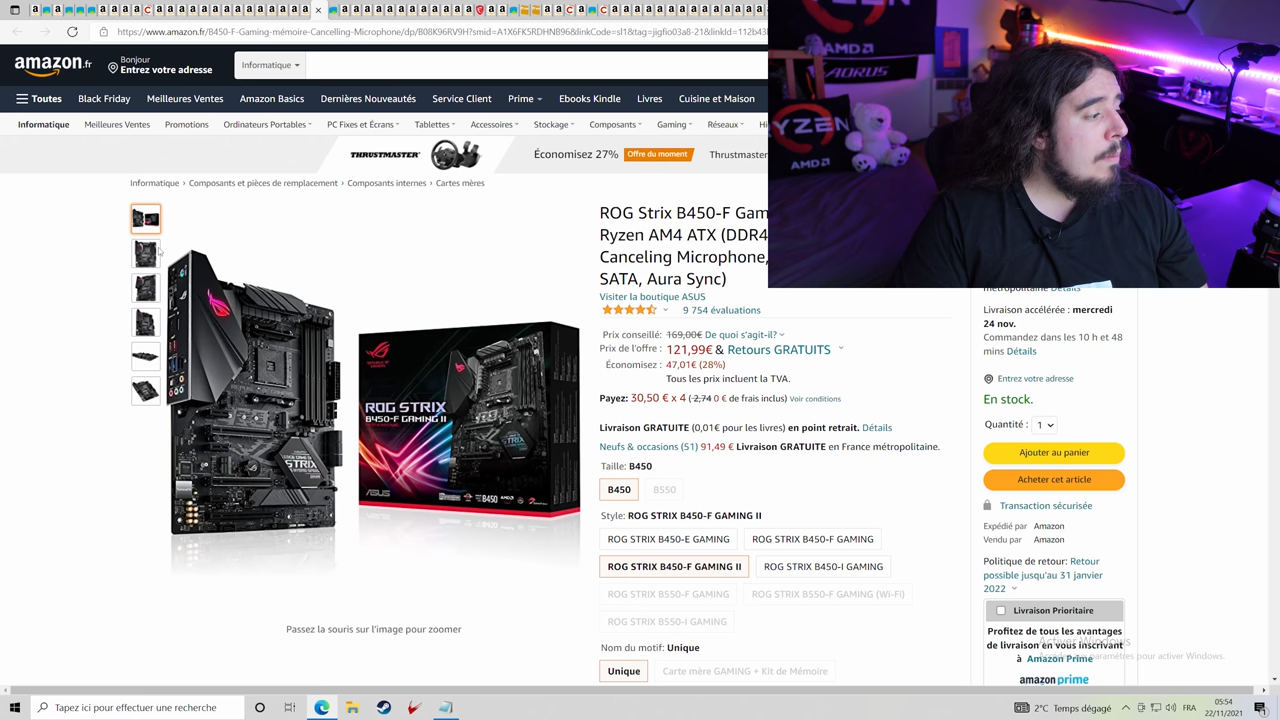 https://www.amazon.fr/B450-F-Gaming-mémoire-Cancelling-Microphone/dp/B08K96RV9H?smid=A1X6FK5RDHNB96&linkCode=sl1&tag=jigfio03a8-21&linkId=112b43
amazon.fr
Bonjour
Entrez votre adresse
Informatique
Toutes
Black Friday
Meilleures Ventes
Amazon Basics
Dernières Nouveautés
Service Client
Prime
Ebooks Kindle
Livres
Cuisine et Maison
Informatique
Meilleures Ventes
Promotions
Ordinateurs Portables
PC Fixes et Écrans
Tablettes
Accessoires
Stockage
Composants
Gaming
Réseaux
THRUSTMASTER
Économisez 27%
Offre du moment
Thrustmaster
Informatique › Composants et pièces de remplacement › Composants internes › Cartes mères
ROG Strix B450-F Gam
Ryzen AM4 ATX (DDR4
Canceling Microphone,
SATA, Aura Sync)
Visiter la boutique ASUS
9 754 évaluations
Prix conseillé: 169,00€ De quoi s'agit-il?
Prix de l'offre : 121,99€ & Retours GRATUITS
Économisez : 47,01€ (28%)
Tous les prix incluent la TVA.
Payez: 30,50 € x 4 (2,74 0 € de frais inclus) Voir conditions
Livraison GRATUITE (0,01€ pour les livres) en point retrait. Détails
Neufs & occasions (51) 91,49 € Livraison GRATUITE en France métropolitaine.
Taille: B450
B450
B550
Style: ROG STRIX B450-F GAMING II
ROG STRIX B450-E GAMING
ROG STRIX B450-F GAMING
ROG STRIX B450-F GAMING II
ROG STRIX B450-I GAMING
ROG STRIX B550-F GAMING
ROG STRIX B550-F GAMING (Wi-Fi)
ROG STRIX B550-I GAMING
Nom du motif: Unique
Unique
Carte mère GAMING + Kit de Mémoire
ROG STRIX
B450-F GAMING II
ASUS
B450
STRIX
Passez la souris sur l'image pour zoomer
RYZEN
AMD
AORUS
YZEN
AMD
métropolitaine Détails
Livraison accélérée : mercredi
24 nov.
Commandez dans les 10 h et 48
mins Détails
Entrez votre adresse
En stock.
Quantité : 1
Ajouter au panier
Acheter cet article
Transaction sécurisée
Expédié par Amazon
Vendu par Amazon
Politique de retour: Retour
possible jusqu'au 31 janvier
2022
Livraison Prioritaire
Profitez de tous les avantages
de livraison en vous inscrivant
à Amazon Prime
amazon prime
Activer Windows
paramètres pour activer Windows.
Tapez ici pour effectuer une recherche
2°C Temps dégagé
FRA
05:54
22/11/2021